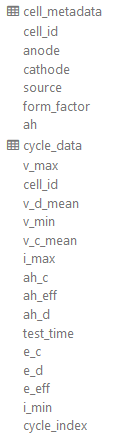 cell_metadata
cell_id
anode
cathode
source
form_factor
ah
cycle_data
v_max
cell_id
v_d_mean
v_min
v_c_mean
i_max
ah_c
ah_eff
ah_d
test_time
e_c
e_d
e_eff
i_min
cycle_index